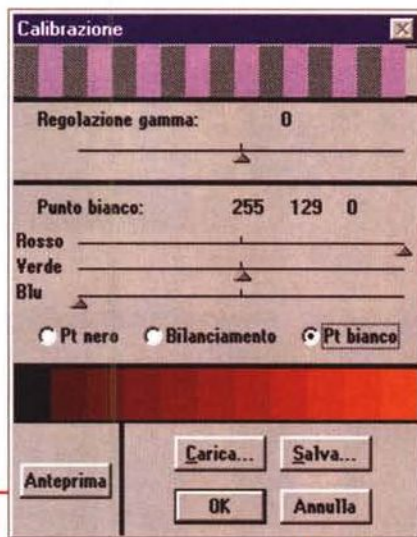 Calibrazione
Regolazione gamma: 0
Punto bianco: 255 129 0
Rosso
Verde
Blu
Pt nero Bilanciamento Pt bianco
Carica... Salva...
Anteprima
OK Annulla